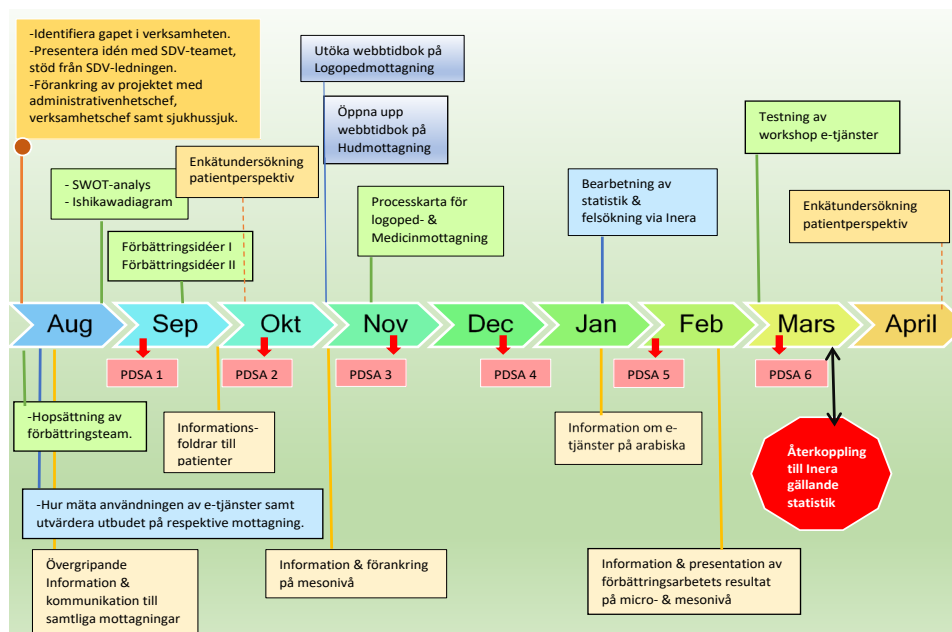 -Identifiera gapet i verksamheten.
-Presentera idén med SDV-teamet,
stöd från SDV-ledningen.
-Förankring av projektet med
administrativenhetschef,
verksamhetschef samt sjukhussjuk.
Utöka webbtidbok på
Logopedmottagning
Öppna upp
webbtidbok på
Hudmottagning
Testning av
workshop e-tjänster
- SWOT-analys
- Ishikawadiagram
Enkätundersökning
patientperspektiv
Processkarta för
logoped- &
Medicinmottagning
Bearbetning av
statistik &
felsökning via Inera
Enkätundersökning
patientperspektiv
Förbättringsidéer I
Förbättringsidéer II
Aug
Sep
Okt
Nov
Dec
Jan
Feb
Mars
April
PDSA 1
PDSA 2
PDSA 3
PDSA 4
PDSA 5
PDSA 6
-Hopsättning av
förbättringsteam.
Informations-
foldrar till
patienter
Information om e-
tjänster på arabiska
Återkoppling
till Inera
gällande
statistik
-Hur mäta användningen av e-tjänster samt
utvärdera utbudet på respektive mottagning.
Övergripande
Information &
kommunikation till
samtliga mottagningar
Information & förankring
på mesonivå
Information & presentation av
förbättringsarbetets resultat
på micro- & mesonivå